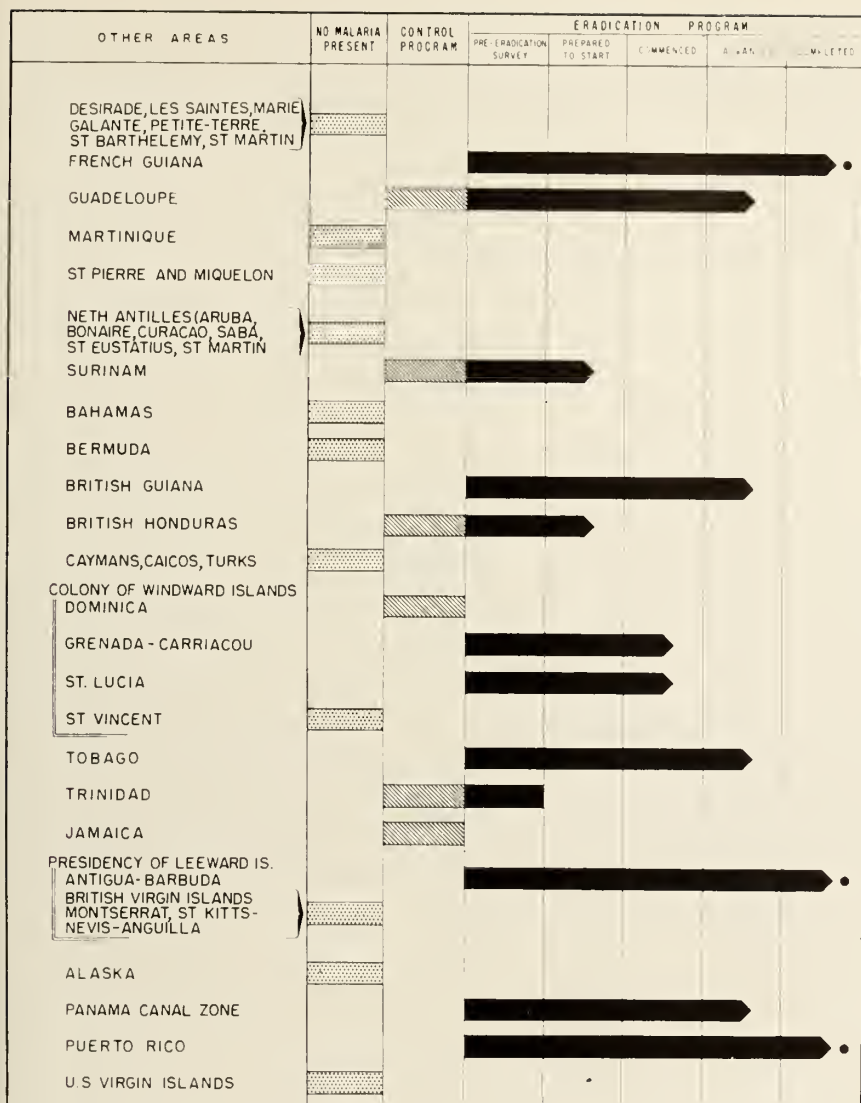 OTHER AREAS
NO MALARIA
PRESENT
CONTROL
PROGRAM
ERADICATION PROGRAM
PRE-ERADICATION
SURVEY
PREPARED
TO START
COMMENCED
DESIRADE, LES SAINTES, MARIE
GALANTE, PETITE-TERRE,
ST BARTHELEMY, ST MARTIN
FRENCH GUIANA
GUADELOUPE
MARTINIQUE
ST PIERRE AND MIQUELON
NETH ANTILLES (ARUBA,
BONAIRE, CURACAO, SABA,
ST EUSTATIUS, ST MARTIN
SURINAM
BAHAMAS
BERMUDA
BRITISH GUIANA
BRITISH HONDURAS
CAYMANS, CAICOS, TURKS
COLONY OF WINDWARD ISLANDS
DOMINICA
GRENADA-CARRIACOU
ST. LUCIA
ST VINCENT
TOBAGO
TRINIDAD
JAMAICA
PRESIDENCY OF LEEWARD IS.
ANTIGUA-BARBUDA
BRITISH VIRGIN ISLANDS
MONTSERRAT, ST KITTS-
NEVIS-ANGUILLA
ALASKA
PANAMA CANAL ZONE
PUERTO RICO
U.S VIRGIN ISLANDS